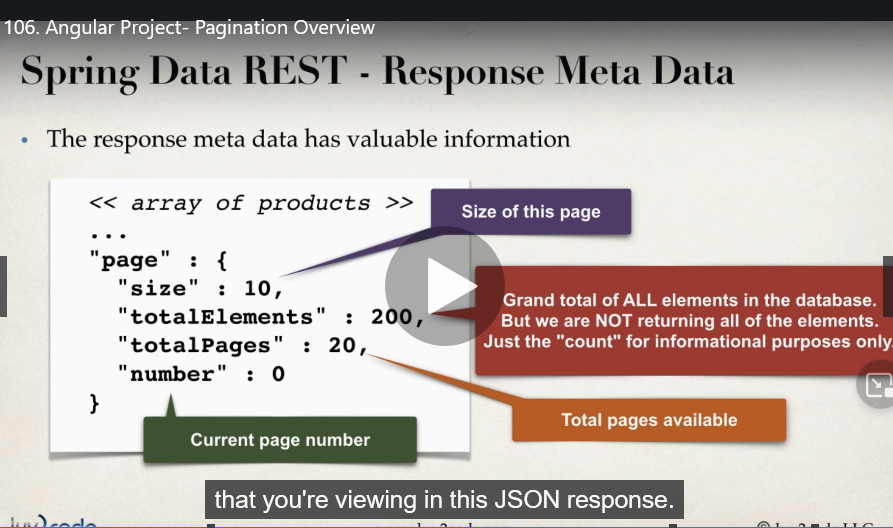 106. Angular Project- Pagination Overview
Spring Data REST - Response Meta Data
• The response meta data has valuable information
<< array of products >>
...
"page" : {
"size" : 10,
"totalElements" : 200,
"totalPages" : 20,
"number" : 0
}
Size of this page
Grand total of ALL elements in the database.
But we are NOT returning all of the elements.
Just the "count" for informational purposes only.
Total pages available
Current page number
that you're viewing in this JSON response.